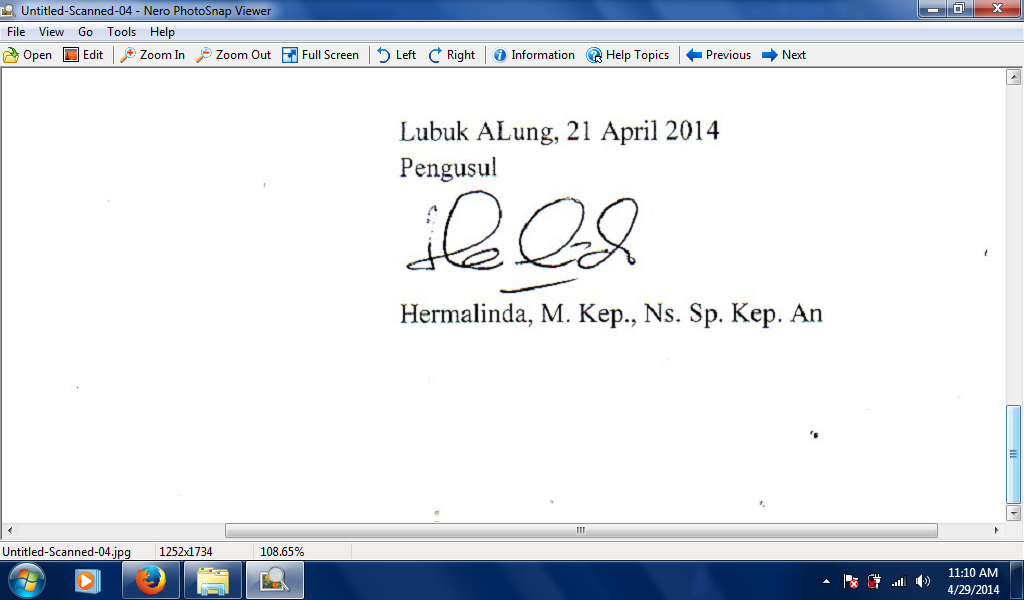 Untitled-Scanned-04 - Nero PhotoSnap Viewer
File View Go Tools Help
Open Edit Zoom In Zoom Out Full Screen Left Right Information Help Topics Previous Next
Lubuk ALung, 21 April 2014
Pengusul
Hermalinda, M. Kep., Ns. Sp. Kep. An
Untitled-Scanned-04.jpg 1252x1734 108.65%
11:10 AM
4/29/2014